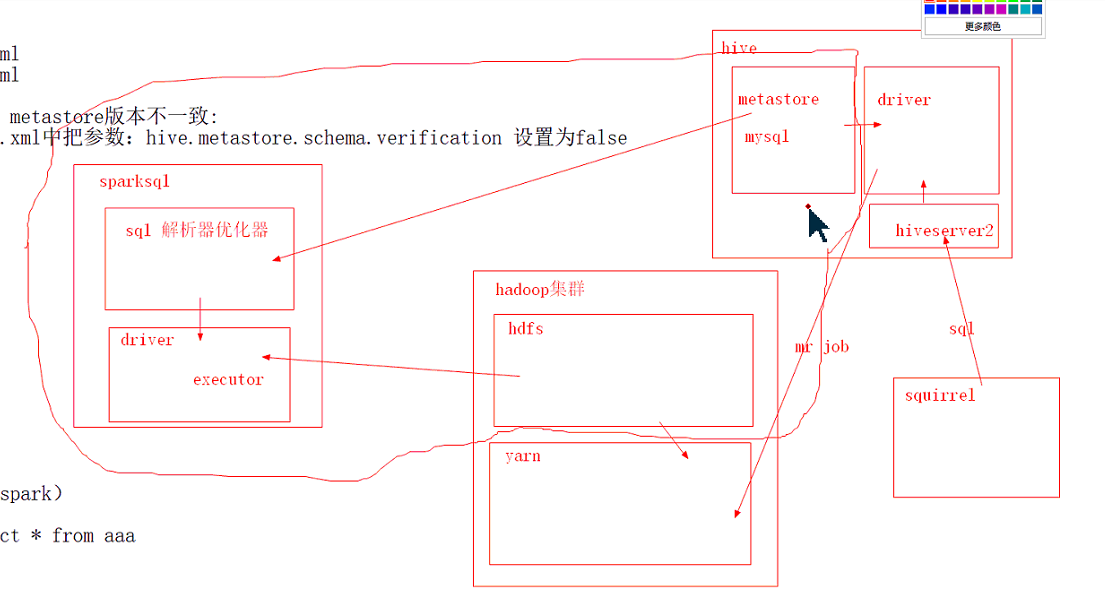 更多颜色
ml
ml
metastore版本不一致:
.xml中把参数：hive.metastore.schema.verification 设置为false
hive
metastore
mysql
driver
hiveserver2
sparksql
sql 解析器优化器
driver
executor
hadoop集群
hdfs
yarn
mr job
sql
squirrel
spark）
ct * from aaa